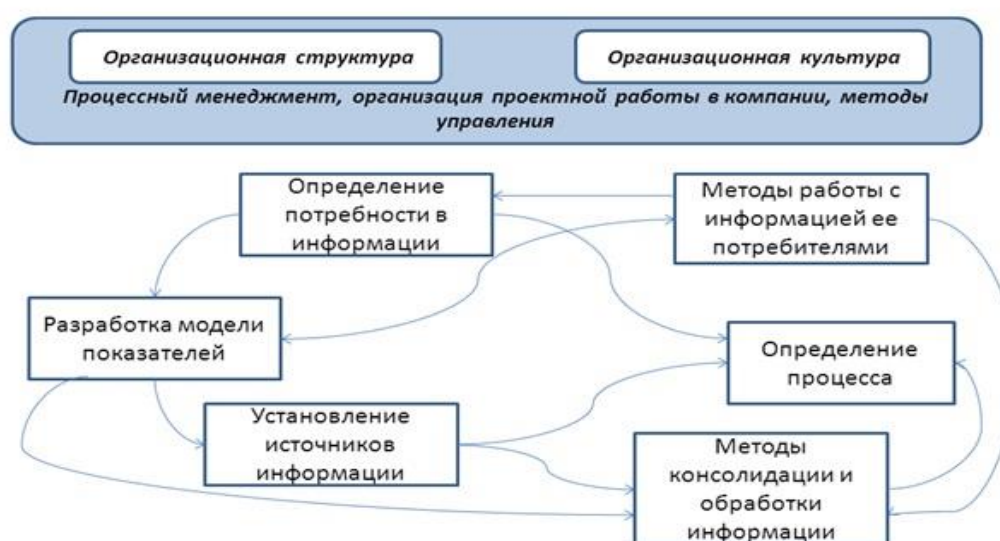 Организационная структура
Организационная культура
Процессный менеджмент, организация проектной работы в компании, методы
управления
Определение
потребности в
информации
Методы работы с
информацией ее
потребителями
Разработка модели
показателей
Определение
процесса
Установление
источников
информации
Методы
консолидации и
обработки
информации